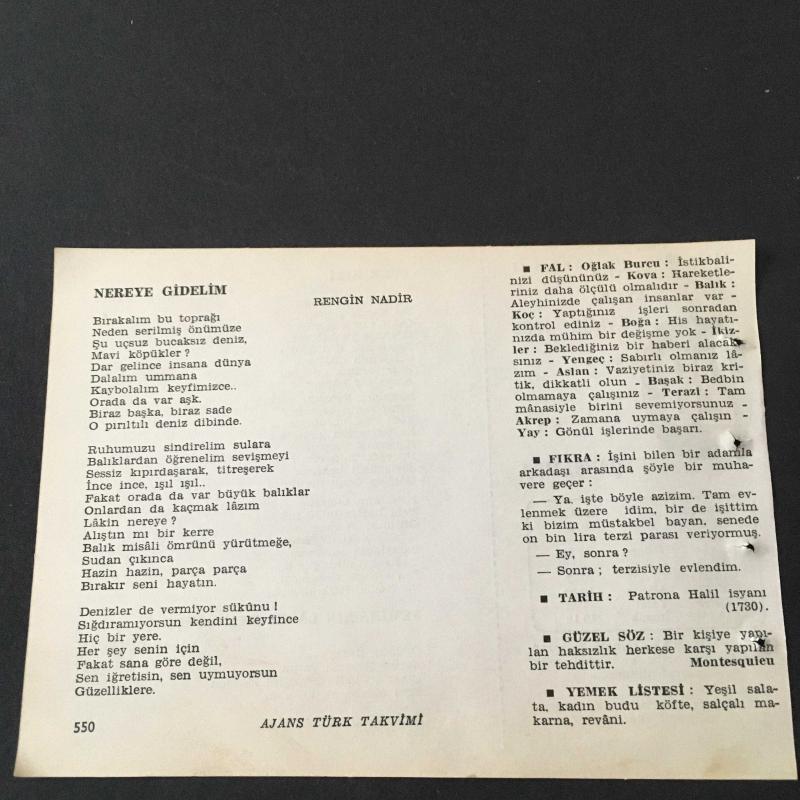 NEREYE GİDELİM
RENGİN NADİR
Bırakalım bu toprağı
Neden serilmiş önümüze
Şu uçsuz bucaksız deniz,
Mavi köpükler ?
Dar gelince insana dünya
Dalalım ummana
Kaybolalım keyfimizce..
Orada da var aşk.
Biraz başka, biraz sade
O pırıltılı deniz dibinde.
Ruhumuzu sindirelim sulara
Balıklardan öğrenelim sevişmeyi
Sessiz kıpırdaşarak, titreşerek
İnce ince, ışıl ışıl..
Fakat orada da var büyük balıklar
Onlardan da kaçmak lâzım
Lâkin nereye ?
Alıştın mı bir kerre
Balık misâli ömrünü yürütmeğe,
Sudan çıkınca
Hazin hazin, parça parça
Bırakır seni hayatın.
Denizler de vermiyor sükûnu !
Sığdıramıyorsun kendini keyfince
Hiç bir yere.
Her şey senin için
Fakat sana göre değil,
Sen iğretisin, sen uymuyorsun
Güzelliklere.
550
AJANS TÜRK TAKVİMİ
■ FAL : Oğlak Burcu : İstikbali-
nizi düşününüz - Kova : Hareketle-
riniz daha ölçülü olmalıdır - Balık :
Aleyhinizde çalışan insanlar var -
Koç : Yaptığınız işleri sonradan
kontrol ediniz - Boğa : His hayatı-
nızda mühim bir değişme yok - İkiz-
ler : Beklediğiniz bir haberi alacak-
sınız - Yengeç : Sabırlı olmanız lâ-
zım - Aslan : Vaziyetiniz biraz kri-
tik, dikkatli olun - Başak : Bedbin
olmamaya çalışınız - Terazi : Tam
mânasiyle birini sevemiyorsunuz -
Akrep : Zamana uymaya çalışın -
Yay : Gönül işlerinde başarı.
■ FIKRA : İşini bilen bir adamla
arkadaşı arasında şöyle bir muha-
vere geçer :
— Ya, işte böyle azizim. Tam ev-
lenmek üzere idim, bir de işittim
ki bizim müstakbel bayan, senede
on bin lira terzi parası veriyormuş.
— Ey, sonra ?
— Sonra ; terzisiyle evlendim.
■ TARİH : Patrona Halil isyanı
(1730).
■ GÜZEL SÖZ : Bir kişiye yapı-
lan haksızlık herkese karşı yapılan
bir tehdittir. Montesquieu
■ YEMEK LİSTESİ : Yeşil sala-
ta, kadın budu köfte, salçalı ma-
karna, revâni.